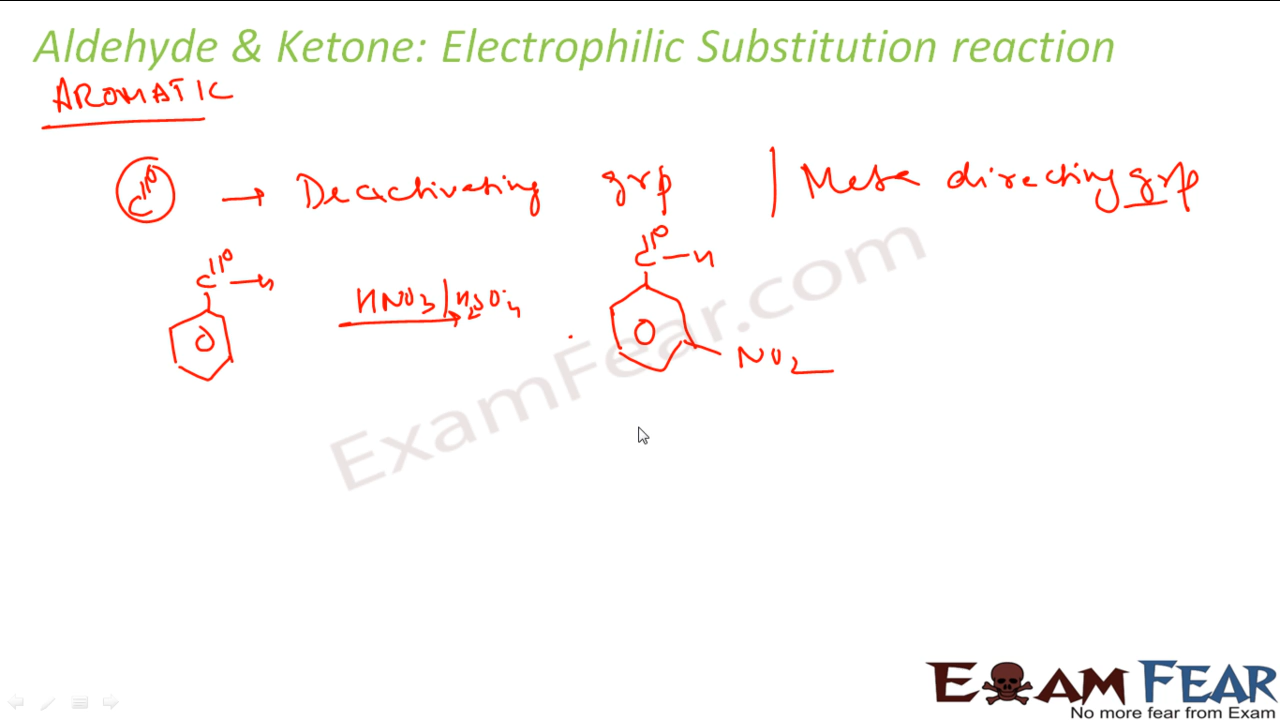 Aldehyde & Ketone: Electrophilic Substitution reaction
AROMATIC
C=O → Deactivating grp | Meta directing grp
C=O-H HNO3/H2SO4 C=O-H
NO2
ExamFear.com
EXAM FEAR
No more fear from Exam